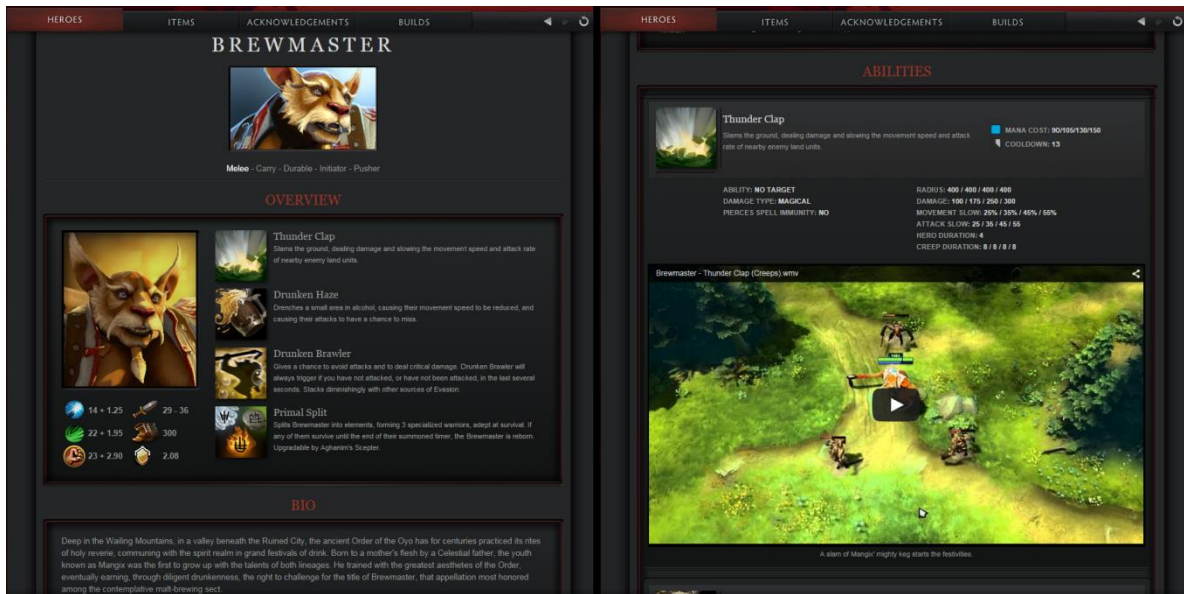 HEROES
ITEMS
ACKNOWLEDGEMENTS
BUILDS
BREWMASTER
Melee - Carry - Durable - Initiator - Pusher
OVERVIEW
Thunder Clap
Slams the ground, dealing damage and slowing the movement speed and attack rate
of nearby enemy land units.
Drunken Haze
Drenches a small area in alcohol, causing their movement speed to be reduced, and
causing their attacks to have a chance to miss.
Drunken Brawler
Gives a chance to avoid attacks and to deal critical damage. Drunken Brawler will
always trigger if you have not attacked, or have not been attacked, in the last several
seconds. Stacks diminishingly with other sources of Evasion.
Primal Split
Splits Brewmaster into elements, forming 3 specialized warriors, adept at survival. If
any of them survive until the end of their summoned timer, the Brewmaster is reborn.
Upgradable by Aghanim's Scepter.
14 + 1.25 29 - 36
22 + 1.95 300
23 + 2.90 2.08
BIO
Deep in the Wailing Mountains, in a valley beneath the Ruined City, the ancient Order of the Oyo has for centuries practiced its rites
of holy reverie, communing with the spirit realm in grand festivals of drink. Born to a mother's flesh by a Celestial father, the youth
known as Mangix was the first to grow up with the talents of both lineages. He trained with the greatest aesthetes of the Order,
eventually earning, through diligent drunkenness, the right to challenge for the title of Brewmaster, that appellation most honored
among the contemplative malt-brewing sect.
HEROES
ITEMS
ACKNOWLEDGEMENTS
BUILDS
ABILITIES
Thunder Clap
Slams the ground, dealing damage and slowing the movement speed and attack
rate of nearby enemy land units.
MANA COST: 90/105/130/150
COOLDOWN: 13
ABILITY: NO TARGET
DAMAGE TYPE: MAGICAL
PIERCES SPELL IMMUNITY: NO
RADIUS: 400 / 400 / 400 / 400
DAMAGE: 100 / 175 / 250 / 300
MOVEMENT SLOW: 25% / 35% / 45% / 55%
ATTACK SLOW: 25 / 35 / 45 / 55
HERO DURATION: 4
CREEP DURATION: 8 / 8 / 8 / 8
Brewmaster - Thunder Clap (Creeps).wmv
A slam of Mangix' mighty keg starts the festivities.